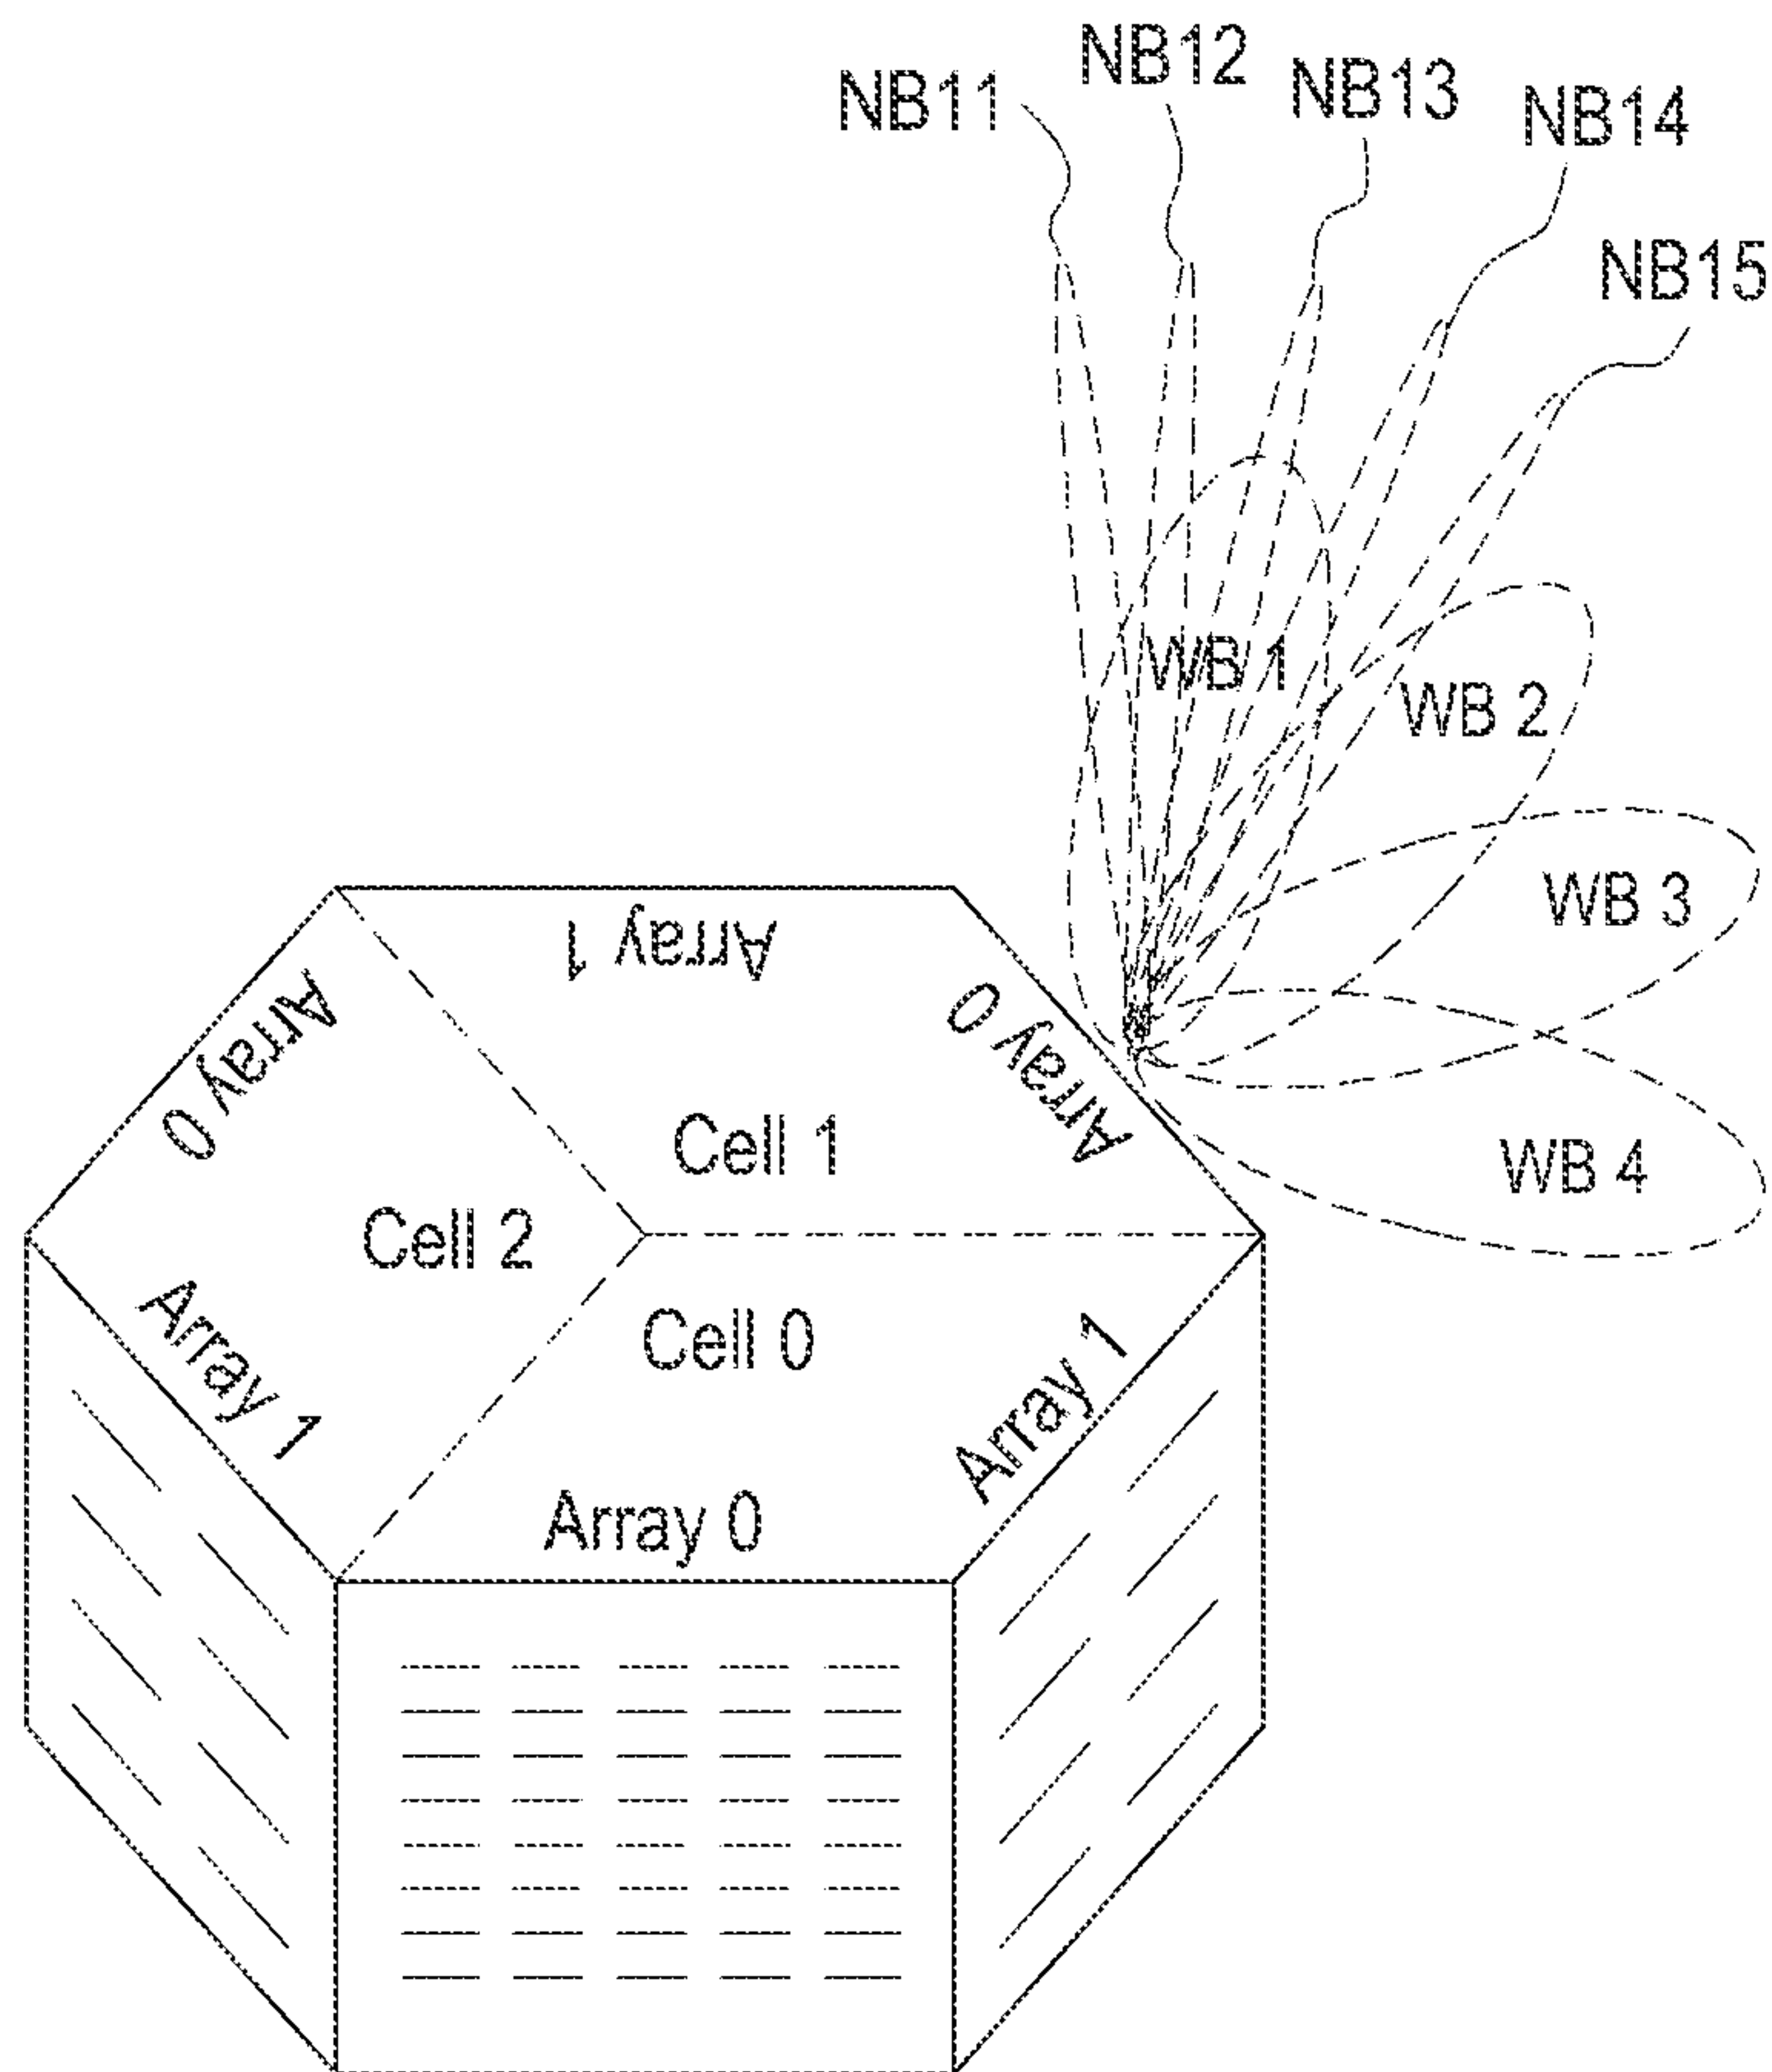 NB12
NB13
NB11
NB14
NB15
WB 1
WB 2
WB 3
Array 1
Array 0
Array 0
Cell 1
WB 4
Cell 2
Cell 0
Array 1
Array 1
Array 0